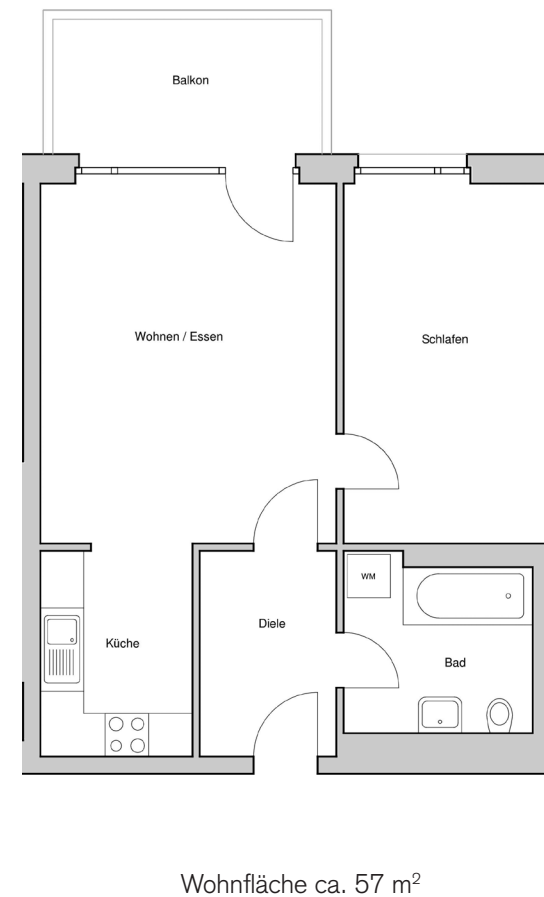 Balkon
Wohnen / Essen
Schlafen
WM
Diele
Küche
Bad
Wohnfläche ca. 57 m²